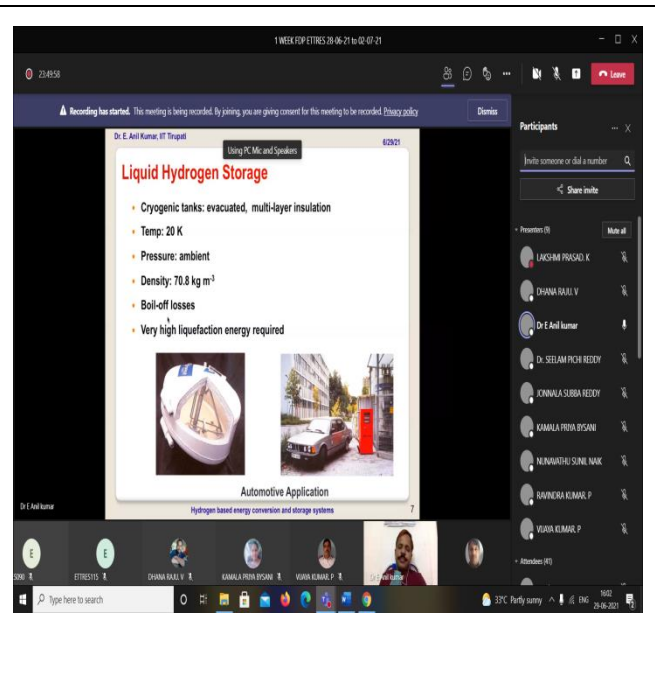 1 WEEK FDP ETTRES 28-06-21 to 02-07-21
23:49:58
Leave
Recording has started. This meeting is being recorded. By joining, you are giving consent for this meeting to be recorded. Privacy policy
Dismiss
Dr. E. Anil Kumar, IIT Tirupati
6/29/21
Using PC Mic and Speakers
Liquid Hydrogen Storage
• Cryogenic tanks: evacuated, multi-layer insulation
• Temp: 20 K
• Pressure: ambient
• Density: 70.8 kg m-3
• Boil-off losses
• Very high liquefaction energy required
Automotive Application
Hydrogen based energy conversion and storage systems
7
Dr E Anil kumar
Participants
Invite someone or dial a number
Share invite
Presenters (9)
Mute all
LAKSHMI PRASAD. K
DHANA RAJU. V
Dr E Anil kumar
Dr. SEELAM PICHI REDDY
JONNALA SUBBA REDDY
KAMALA PRIYA BYSANI
NUNAVATHU SUNIL NAIK
RAVINDRA KUMAR. P
VIJAYA KUMAR. P
Attendees (41)
E
E
S090
ETTRES115
DHANA RAJU. V
KAMALA PRIYA BYSANI
VIJAYA KUMAR. P
Dr E Anil kumar
Type here to search
33°C Partly sunny
ENG
1602
29-06-2021